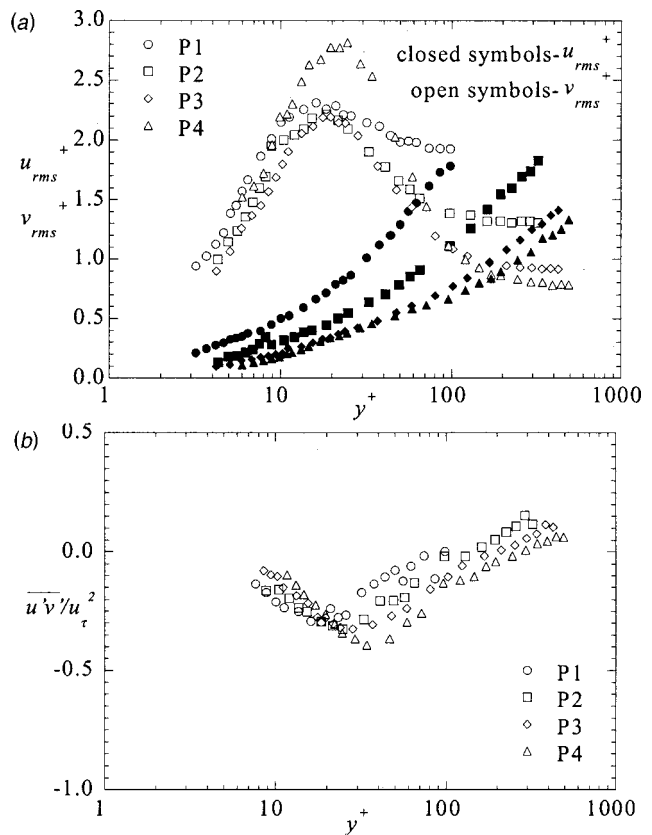 (a)
3.0
2.5
2.0
1.5
1.0
0.5
0.0
u_rms^+
v_rms^+
P1
P2
P3
P4
closed symbols-u_rms^+
open symbols-v_rms^+
1 10 100 1000
y^+
(b)
0.5
0.0
-0.5
-1.0
u'v'/u_τ^2
P1
P2
P3
P4
1 10 100 1000
y^+